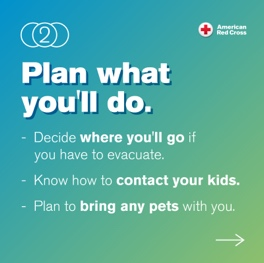 2
American
Red Cross
Plan what
you'll do.
- Decide where you'll go if
you have to evacuate.
- Know how to contact your kids.
- Plan to bring any pets with you.